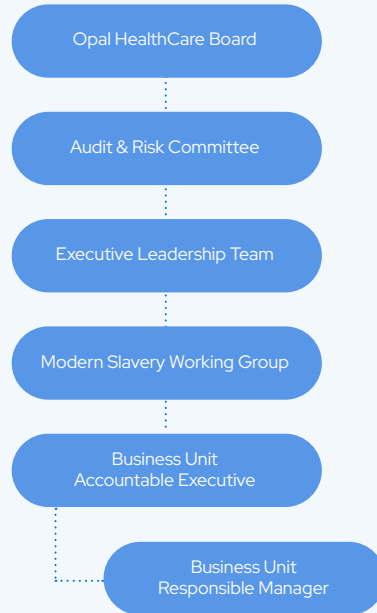 Opal HealthCare Board
Audit & Risk Committee
Executive Leadership Team
Modern Slavery Working Group
Business Unit
Accountable Executive
Business Unit
Responsible Manager